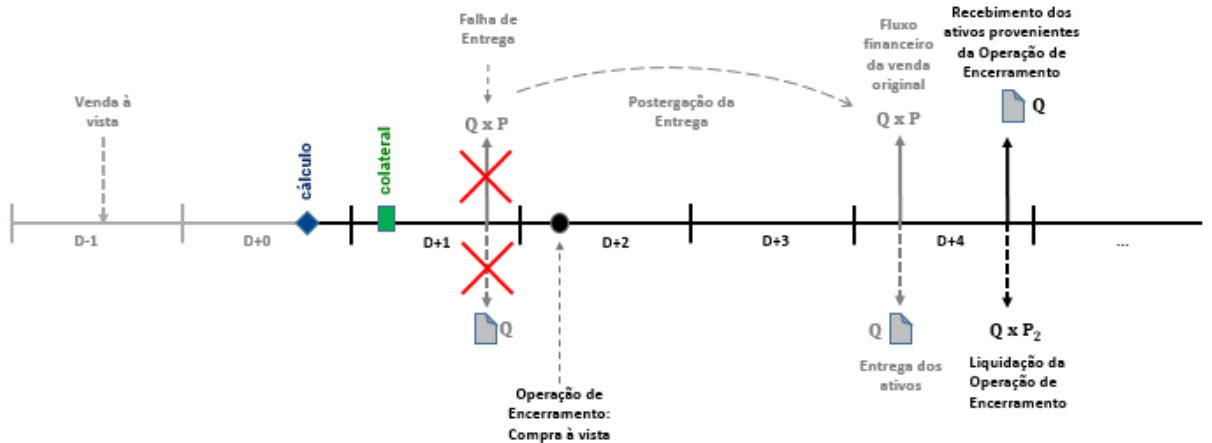 Venda à
vista
cálculo
colateral
Falha de
Entrega
Q x P
Postergação da
Entrega
Fluxo
financeiro
da venda
original
Q x P
Recebimento dos
ativos provenientes
da Operação de
Encerramento
Q
D-1
D+0
D+1
D+2
D+3
D+4
...
Q
Operação de
Encerramento:
Compra à vista
Q
Entrega dos
ativos
Q x P₂
Liquidação da
Operação de
Encerramento